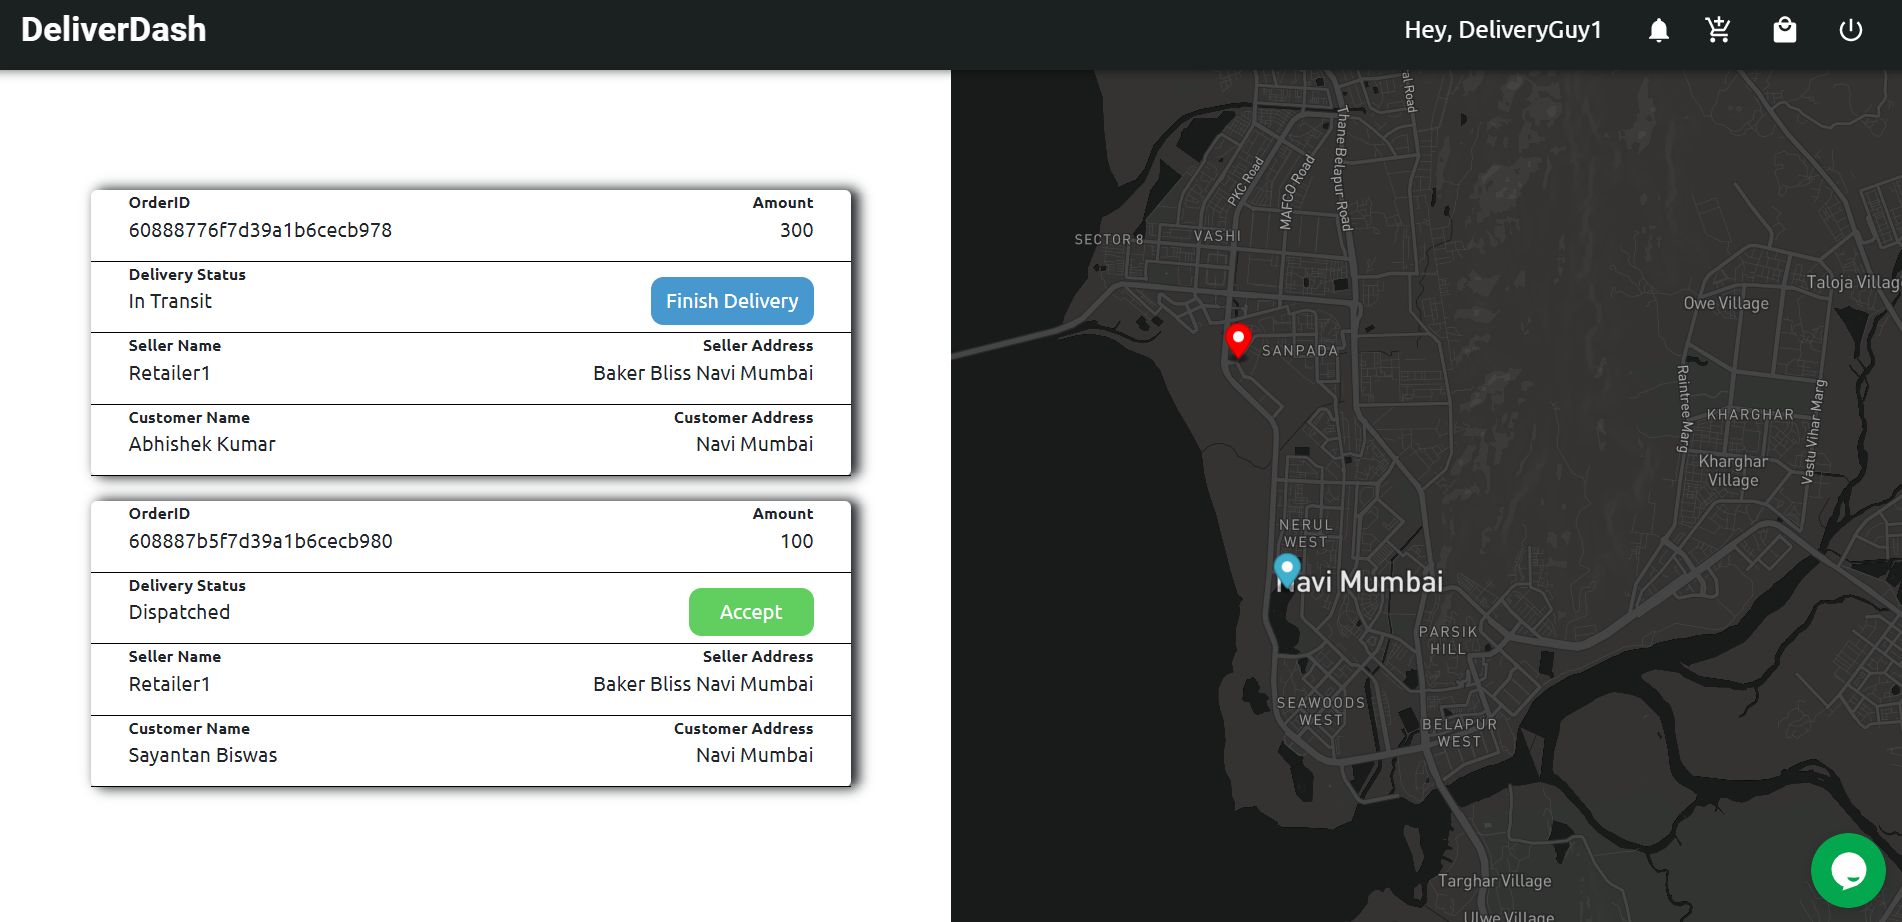 DeliverDash
Hey, DeliveryGuy1
OrderID
Amount
60888776f7d39a1b6cecb978
300
Delivery Status
In Transit
Finish Delivery
Seller Name
Seller Address
Retailer1
Baker Bliss Navi Mumbai
Customer Name
Customer Address
Abhishek Kumar
Navi Mumbai
OrderID
Amount
608887b5f7d39a1b6cecb980
100
Delivery Status
Dispatched
Accept
Seller Name
Seller Address
Retailer1
Baker Bliss Navi Mumbai
Customer Name
Customer Address
Sayantan Biswas
Navi Mumbai
Thane Belapur Road
Road
PKC Road
MAFCO Road
SECTOR 8
VASHI
SANPADA
Owe Village
Taloja Villag
Raintree Marg
KHARGHAR
Vastu Vihar Marg
Kharghar
Village
NERUL
WEST
Navi Mumbai
PARSIK
HILL
SEAWOODS
WEST
BELAPUR
WEST
Targhar Village
Ulwe Village